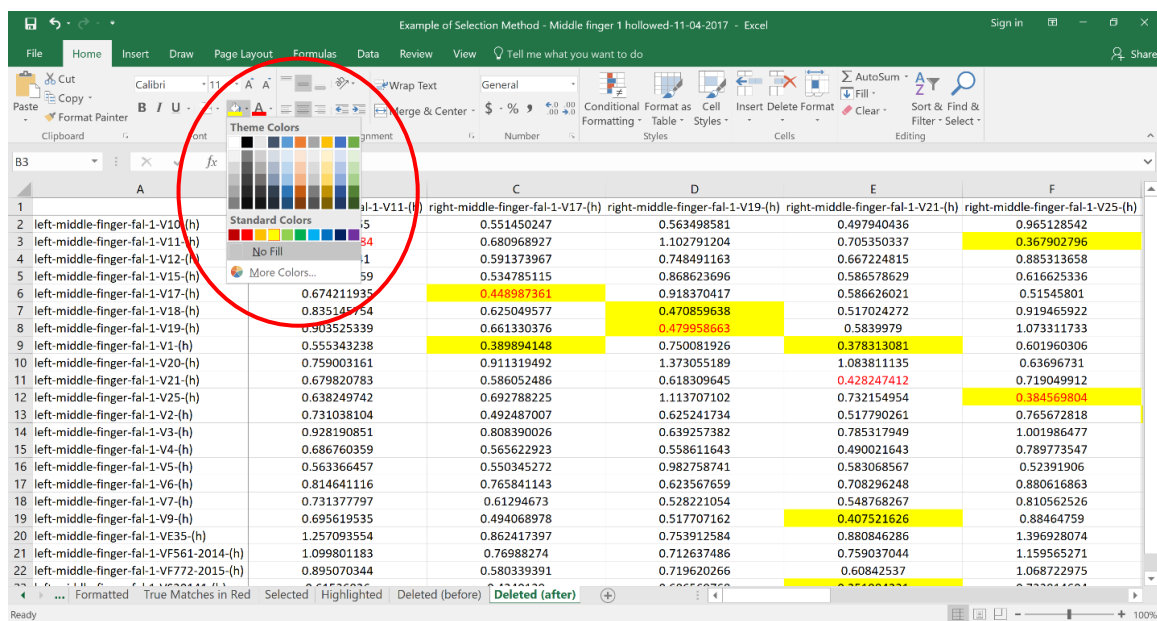 Example of Selection Method - Middle finger 1 hollowed-11-04-2017 - Excel
Sign in
File Home Insert Draw Page Layout Formulas Data Review View Tell me what you want to do Share
Paste
Cut
Copy
Format Painter
Clipboard
Calibri 11 A A
B I U A
Wrap Text
Merge & Center
General
$ % , .0 .00 .00 .0
Number
Conditional Formatting Format as Table Cell Styles
Styles
Insert Delete Format
Cells
AutoSum
Fill
Clear
Sort & Filter Find & Select
Editing
Theme Colors
Standard Colors
No Fill
More Colors...
B3 fx
A C D E F
1 al-1-V11-(h) right-middle-finger-fal-1-V17-(h) right-middle-finger-fal-1-V19-(h) right-middle-finger-fal-1-V21-(h) right-middle-finger-fal-1-V25-(h)
2 left-middle-finger-fal-1-V10-(h) 0.551450247 0.563498581 0.497940436 0.965128542
3 left-middle-finger-fal-1-V11-(h) 84 0.680968927 1.102791204 0.705350337 0.367902796
4 left-middle-finger-fal-1-V12-(h) 0.591373967 0.748491163 0.667224815 0.885313658
5 left-middle-finger-fal-1-V15-(h) 59 0.534785115 0.868623696 0.586578629 0.616625336
6 left-middle-finger-fal-1-V17-(h) 0.674211935 0.448987361 0.918370417 0.586626021 0.51545801
7 left-middle-finger-fal-1-V18-(h) 0.835145754 0.625049577 0.470859638 0.517024272 0.919465922
8 left-middle-finger-fal-1-V19-(h) 0.903525339 0.661330376 0.479958663 0.5839979 1.073311733
9 left-middle-finger-fal-1-V1-(h) 0.555343238 0.389894148 0.750081926 0.378313081 0.601960306
10 left-middle-finger-fal-1-V20-(h) 0.759003161 0.911319492 1.373055189 1.083811135 0.63696731
11 left-middle-finger-fal-1-V21-(h) 0.679820783 0.586052486 0.618309645 0.428247412 0.719049912
12 left-middle-finger-fal-1-V25-(h) 0.638249742 0.692788225 1.113707102 0.732154954 0.384569804
13 left-middle-finger-fal-1-V2-(h) 0.731038104 0.492487007 0.625241734 0.517790261 0.765672818
14 left-middle-finger-fal-1-V3-(h) 0.928190851 0.808390026 0.639257382 0.785317949 1.001986477
15 left-middle-finger-fal-1-V4-(h) 0.686760359 0.565622923 0.558611643 0.490021643 0.789773547
16 left-middle-finger-fal-1-V5-(h) 0.563366457 0.550345272 0.982758741 0.583068567 0.52391906
17 left-middle-finger-fal-1-V6-(h) 0.814641116 0.765841143 0.623567659 0.708296248 0.880616863
18 left-middle-finger-fal-1-V7-(h) 0.731377797 0.61294673 0.528221054 0.548768267 0.810562526
19 left-middle-finger-fal-1-V9-(h) 0.695619535 0.494068978 0.517707162 0.407521626 0.88464759
20 left-middle-finger-fal-1-VE35-(h) 1.257093554 0.862417397 0.753912584 0.880846286 1.396928074
21 left-middle-finger-fal-1-VF561-2014-(h) 1.099801183 0.76988274 0.712637486 0.759037044 1.159565271
22 left-middle-finger-fal-1-VF772-2015-(h) 0.895070344 0.580339391 0.719620266 0.60842537 1.068722975
... Formatted True Matches in Red Selected Highlighted Deleted (before) Deleted (after)
Ready 100%